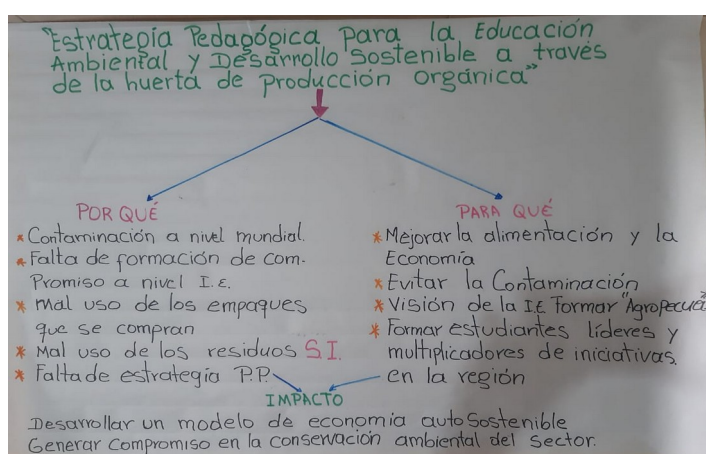 "Estrategia Pedagógica Para la Educación
Ambiental y Desarrollo Sostenible a través
de la huerta de Producción Orgánica"
POR QUÉ
* Contaminación a nivel mundial.
* Falta de formación de com-
Promiso a nivel I.E.
* mal uso de los empaques
que se compran
* Mal uso de los residuos S I.
* Falta de estrategia P.P.
PARA QUÉ
* Mejorar la alimentación y la
Economía
* Evitar la Contaminación
* Visión de la I.E Formar "Agropecua
* Formar estudiantes líderes y
multiplicadores de iniciativas.
en la región
IMPACTO
Desarrollar un modelo de economía autoSostenible
Generar Compromiso en la conservación ambiental del Sector.